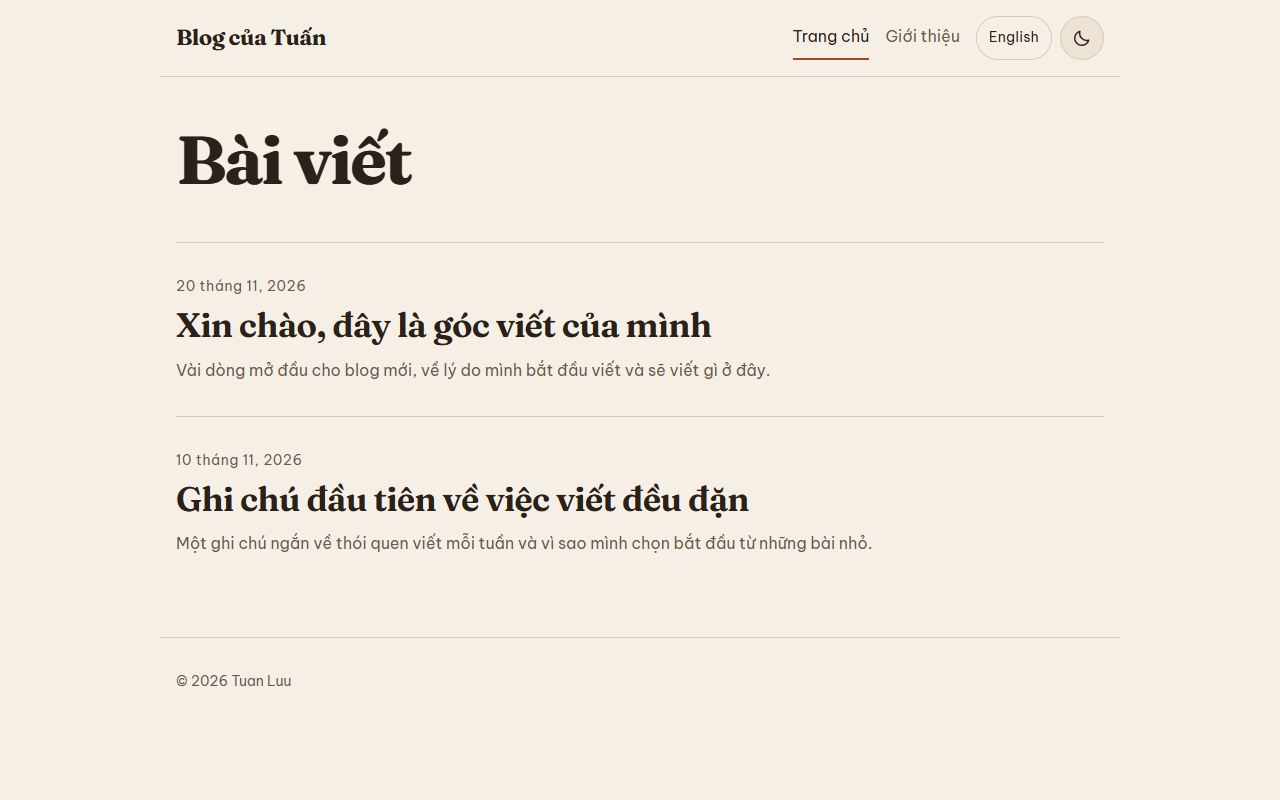 Blog của Tuấn
Trang chủ
Giới thiệu
English
Bài viết
20 tháng 11, 2026
Xin chào, đây là góc viết của mình
Vài dòng mở đầu cho blog mới, về lý do mình bắt đầu viết và sẽ viết gì ở đây.
10 tháng 11, 2026
Ghi chú đầu tiên về việc viết đều đặn
Một ghi chú ngắn về thói quen viết mỗi tuần và vì sao mình chọn bắt đầu từ những bài nhỏ.
© 2026 Tuan Luu